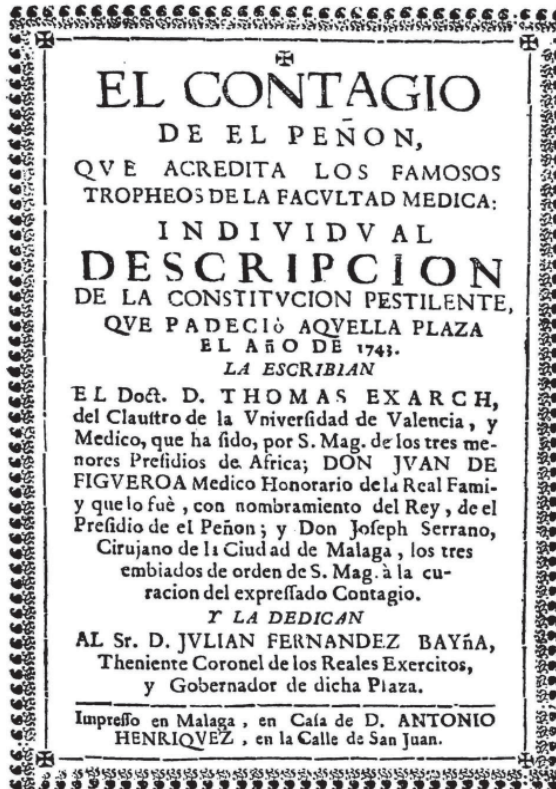 EL CONTAGIO
DE EL PEÑON,
QVE ACREDITA LOS FAMOSOS
TROPHEOS DE LA FACVLTAD MEDICA:
INDIVIDVAL
DESCRIPCION
DE LA CONSTITVCION PESTILENTE,
QVE PADECIò AQVELLA PLAZA
EL AñO DE 1743.
LA ESCRIBIAN
EL Doct. D. THOMAS EXARCH,
del Clauſtro de la Vniverſidad de Valencia, y
Medico, que ha ſido, por S. Mag. de los tres me-
nores Preſidios de Africa; DON JVAN DE
FIGVEROA Medico Honorario de la Real Fami-
y que lo fuè, con nombramiento del Rey, de el
Preſidio de el Peñon; y Don Joſeph Serrano,
Cirujano de la Ciudad de Malaga, los tres
embiados de orden de S. Mag. à la cu-
racion del expreſſado Contagio.
Y LA DEDICAN
AL Sr. D. JVLIAN FERNANDEZ BAYñA,
Theniente Coronel de los Reales Exercitos,
y Gobernador de dicha Plaza.
Impreſſo en Malaga, en Caſa de D. ANTONIO
HENRIQVEZ, en la Calle de San Juan.